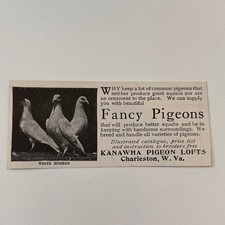 WHY keep a lot of common pigeons that
neither produce good squabs nor are
an ornament to the place. We can supply
you with beautiful
Fancy Pigeons
that will produce better squabs and be in
keeping with handsome surroundings. We
breed and handle all varieties of pigeons.
Illustrated catalogue, price list
and instruction to breeders free
KANAWHA PIGEON LOFTS
Charleston, W. Va.
WHITE HOMERS